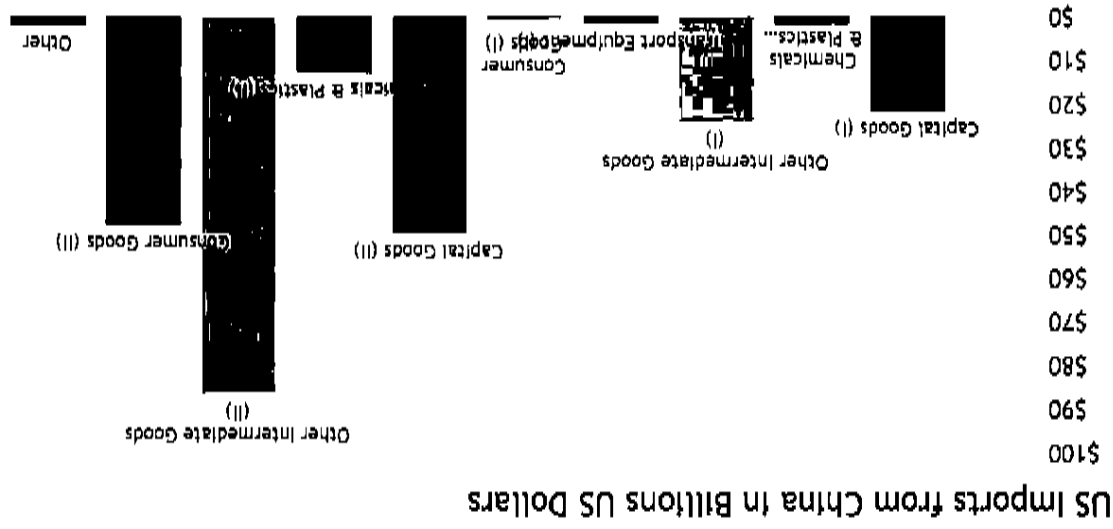 US Imports from China in Billions US Dollars
$100
$90
$80
$70
$60
$50
$40
$30
$20
$10
$0
Capital Goods (I)
Chemicals
& Plastics...
Other Intermediate Goods
(I)
Transport
Consumer
(I)
Capital Goods (II)
& Plastics (II)
Other Intermediate Goods
(II)
Consumer Goods (II)
Other